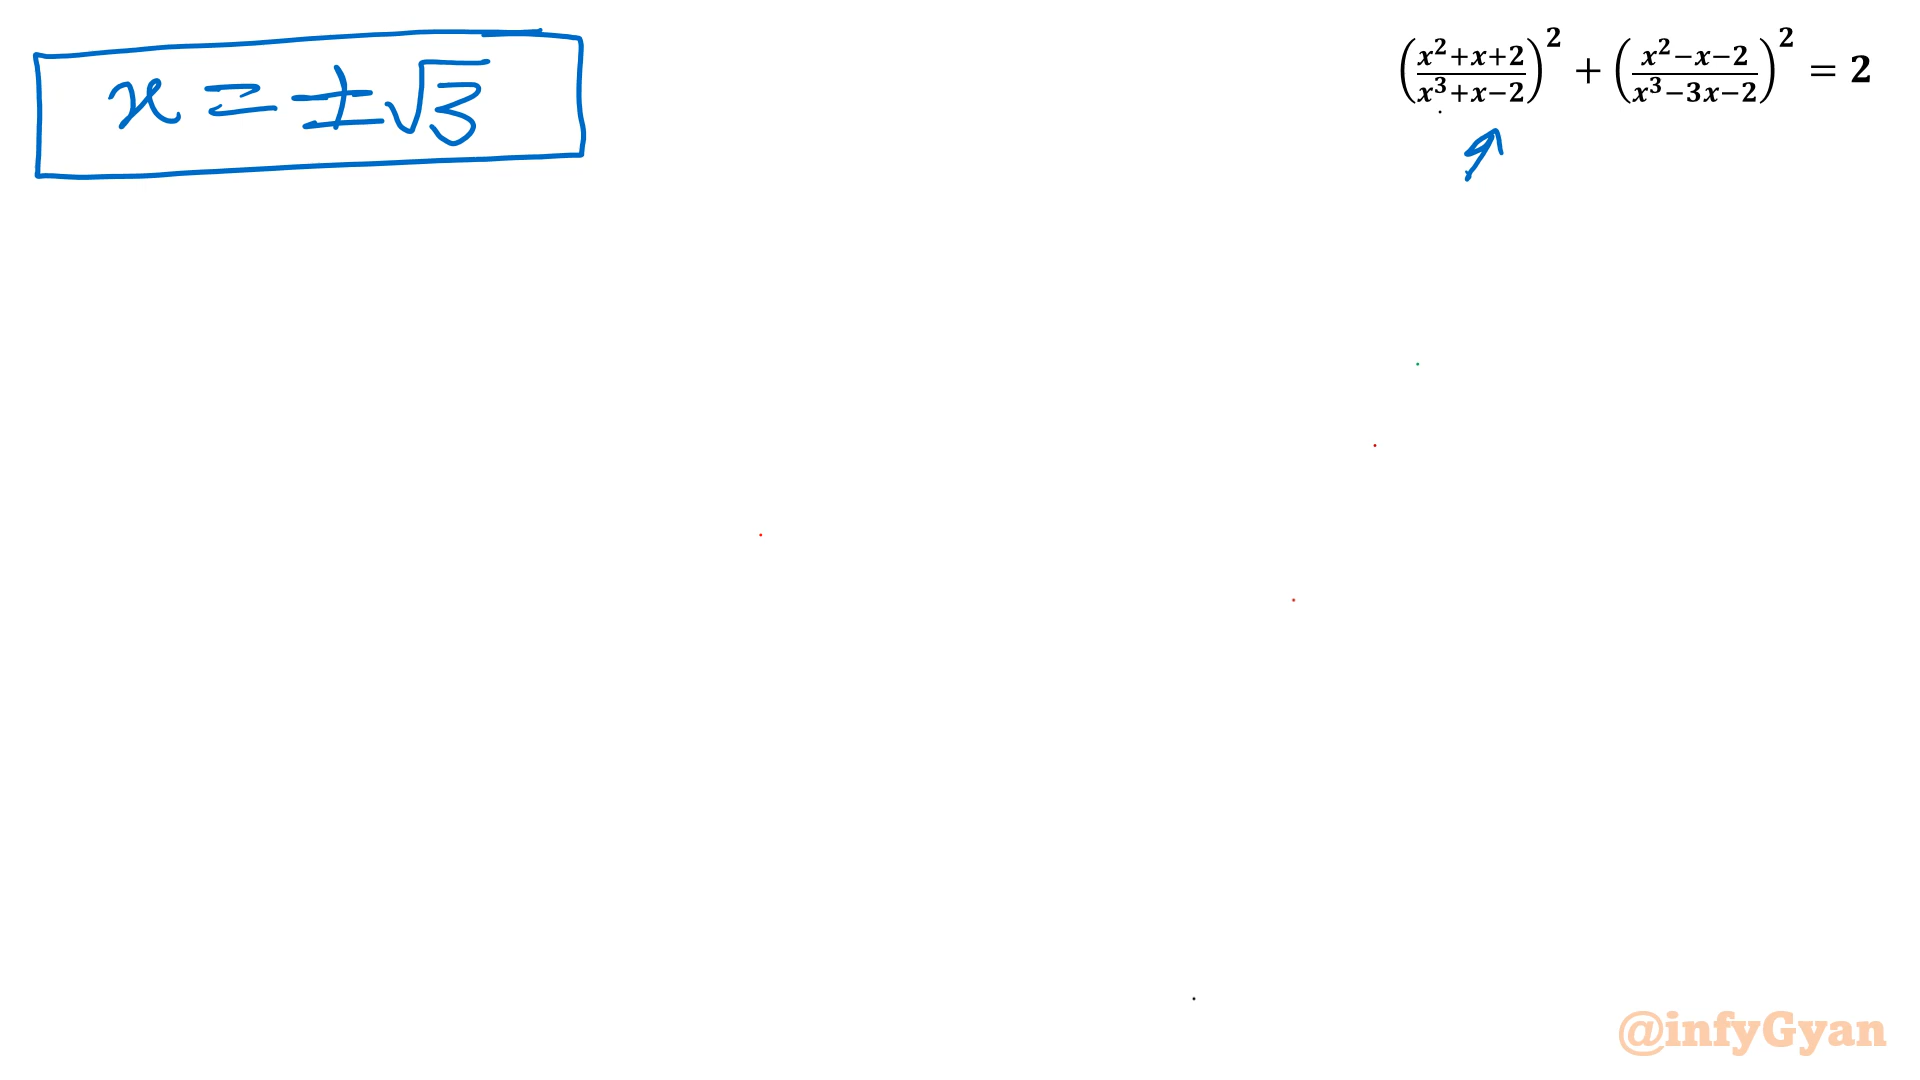 x = ±√3
(x²+x+2 / x³+x−2)² + (x²−x−2 / x³−3x−2)² = 2
@infyGyan